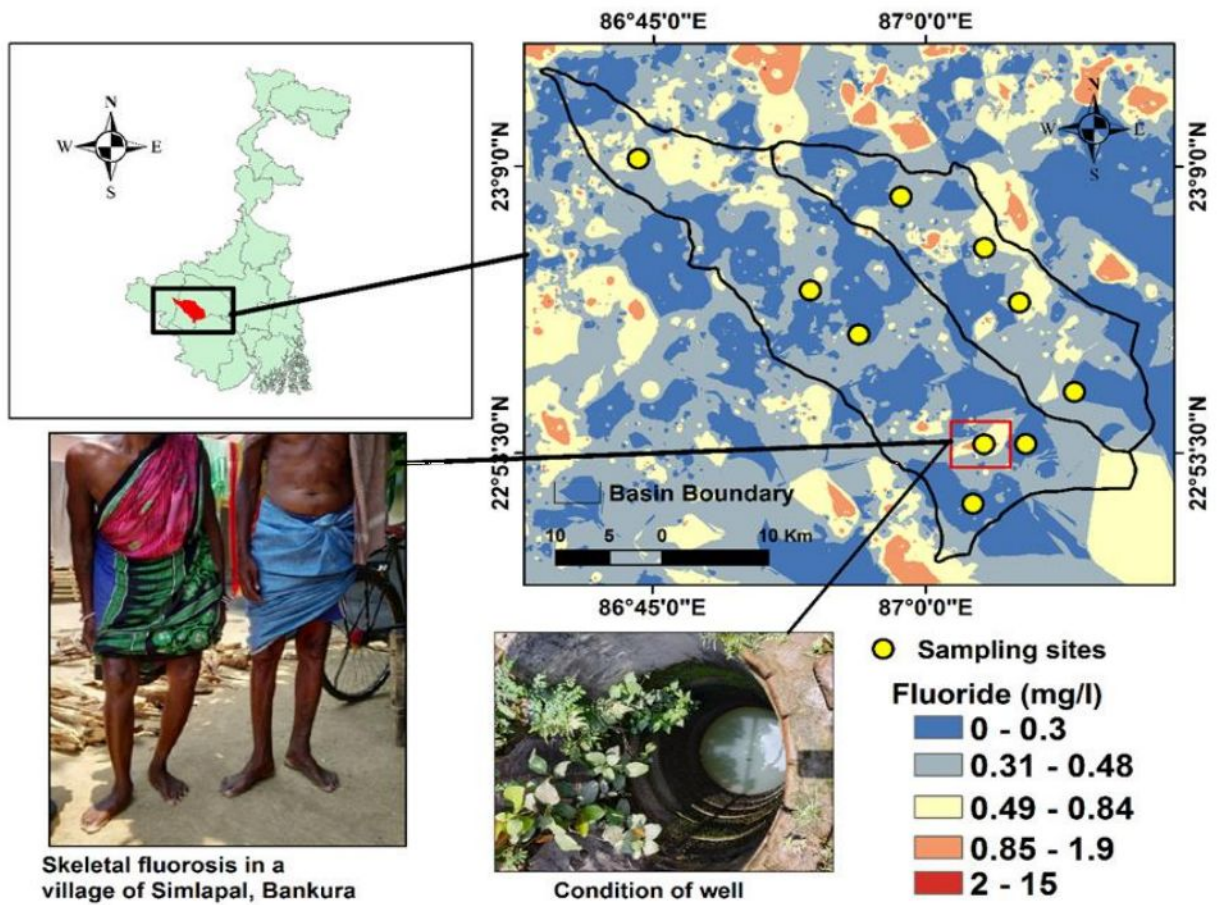 86°45'0"E 87°0'0"E
N
W E
S
N
W E
S
23°9'0"N 23°9'0"N
22°53'30"N 22°53'30"N
Basin Boundary
10 5 0 10 Km
86°45'0"E 87°0'0"E
Sampling sites
Fluoride (mg/l)
0 - 0.3
0.31 - 0.48
0.49 - 0.84
0.85 - 1.9
2 - 15
Skeletal fluorosis in a
village of Simlapal, Bankura
Condition of well